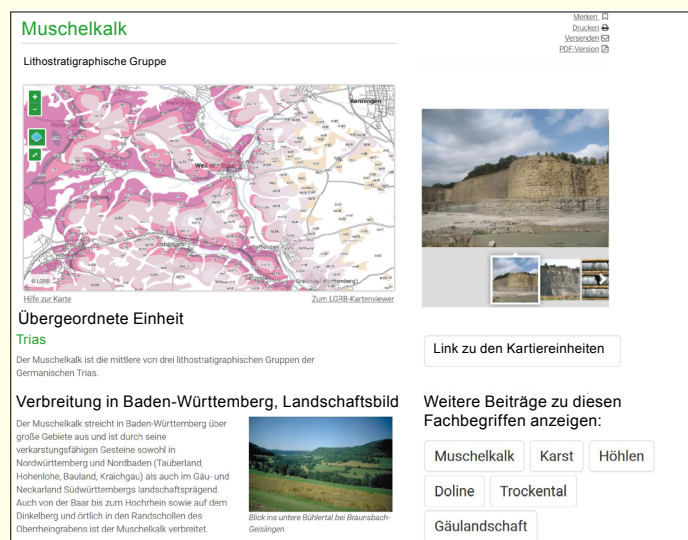 Muschelkalk
Merken
Drucken
Versenden
PDF-Version
Lithostratigraphische Gruppe
+
−
Renningen
© LGRB
Hilfe zur Karte
Zum LGRB-Kartenviewer
Übergeordnete Einheit
Trias
Der Muschelkalk ist die mittlere von drei lithostratigraphischen Gruppen der
Germanischen Trias.
Link zu den Kartiereinheiten
Verbreitung in Baden-Württemberg, Landschaftsbild
Der Muschelkalk streicht in Baden-Württemberg über
große Gebiete aus und ist durch seine
verkarstungsfähigen Gesteine sowohl in
Nordwürttemberg und Nordbaden (Tauberland,
Hohenlohe, Bauland, Kraichgau) als auch im Gäu- und
Neckarland Südwürttembergs landschaftsprägend.
Auch von der Baar bis zum Hochrhein sowie auf dem
Dinkelberg und örtlich in den Randschollen des
Oberrheingrabens ist der Muschelkalk verbreitet.
Blick ins untere Bühlertal bei Braunsbach-
Geislingen
Weitere Beiträge zu diesen
Fachbegriffen anzeigen:
Muschelkalk Karst Höhlen
Doline Trockental
Gäulandschaft